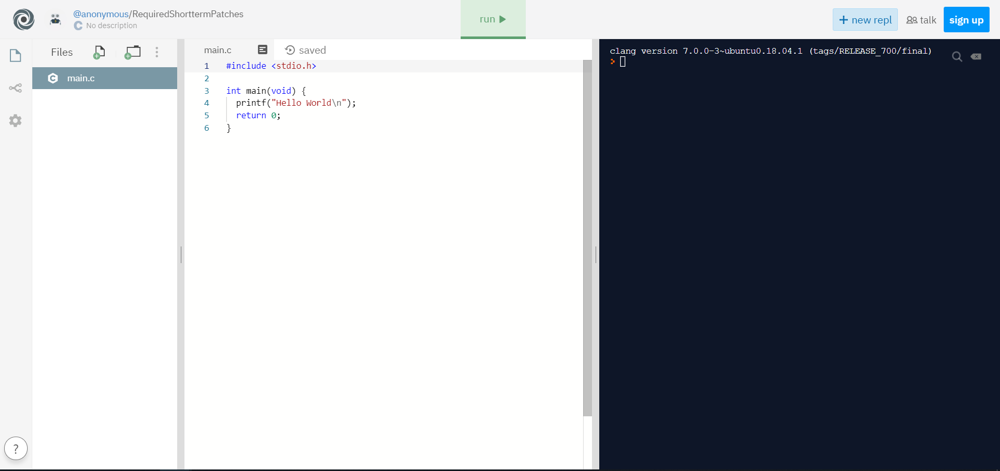 @anonymous/RequiredShorttermPatches
No description
run
+ new repl
talk
sign up
Files
main.c
main.c
saved
1 #include <stdio.h>
2
3 int main(void) {
4 printf("Hello World\n");
5 return 0;
6 }
clang version 7.0.0-3~ubuntu0.18.04.1 (tags/RELEASE_700/final)
>
?